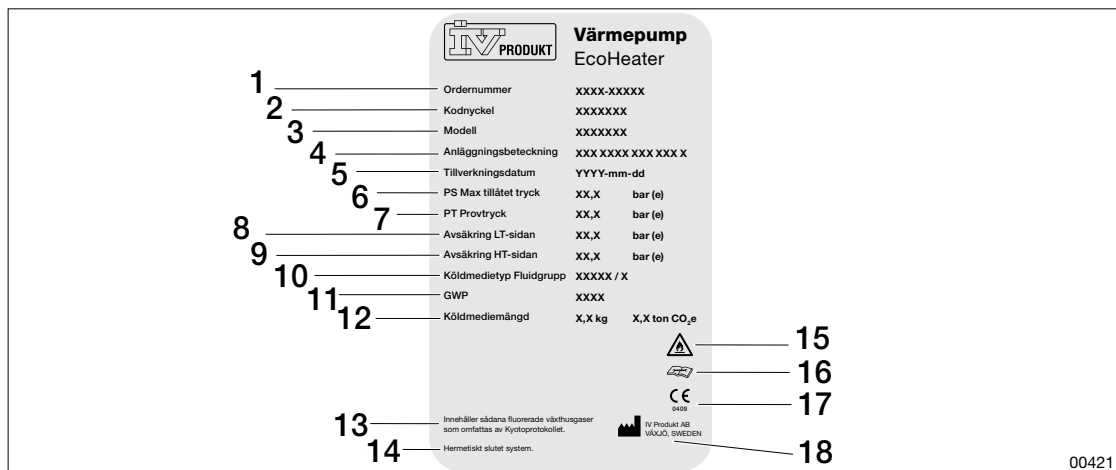 IV PRODUKT
Värmepump
EcoHeater
1 Ordernummer XXXX-XXXXX
2 Kodnyckel XXXXXXX
3 Modell XXXXXXX
4 Anläggningsbeteckning XXX XXXX XXX XXX X
5 Tillverkningsdatum YYYY-mm-dd
6 PS Max tillåtet tryck XX,X bar (e)
7 PT Provtryck XX,X bar (e)
8 Avsäkring LT-sidan XX,X bar (e)
9 Avsäkring HT-sidan XX,X bar (e)
10 Köldmedietyp Fluidgrupp XXXXX / X
11 GWP XXXX
12 Köldmediemängd X,X kg X,X ton CO₂e
15
16
CE 17
0409
13 Innehåller sådana fluorerade växthusgaser
som omfattas av Kyotoprotokollet.
14 Hermetiskt slutet system.
IV Produkt AB
VÄXJÖ, SWEDEN
18
00421